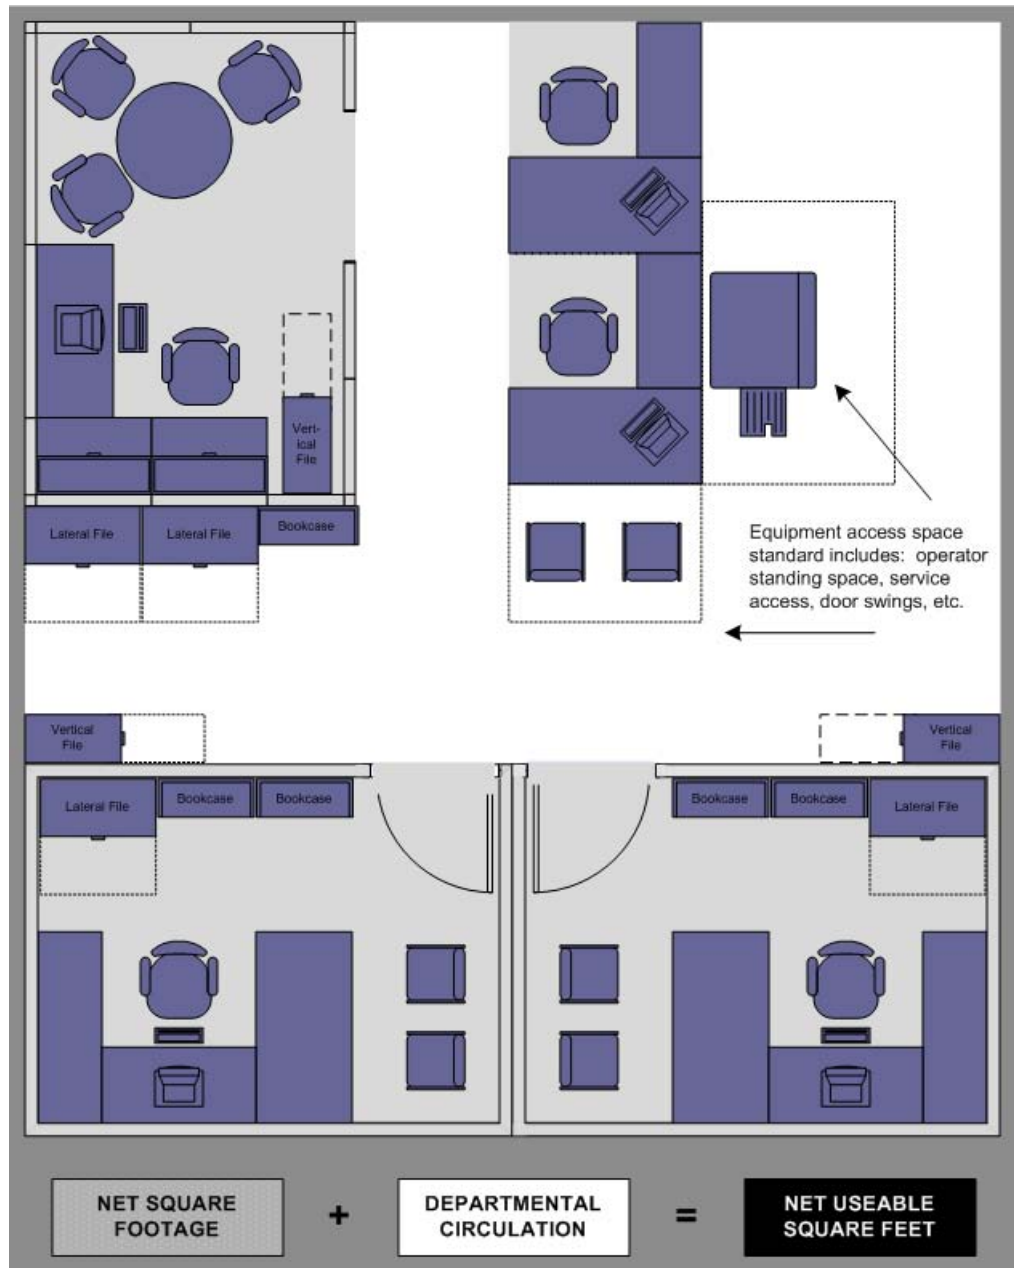 Vert-
ical
File
Lateral File
Lateral File
Bookcase
Equipment access space
standard includes:  operator
standing space, service
access, door swings, etc.
Vertical
File
Vertical
File
Lateral File
Bookcase
Bookcase
Bookcase
Bookcase
Lateral File
NET SQUARE
FOOTAGE
+
DEPARTMENTAL
CIRCULATION
=
NET USEABLE
SQUARE FEET